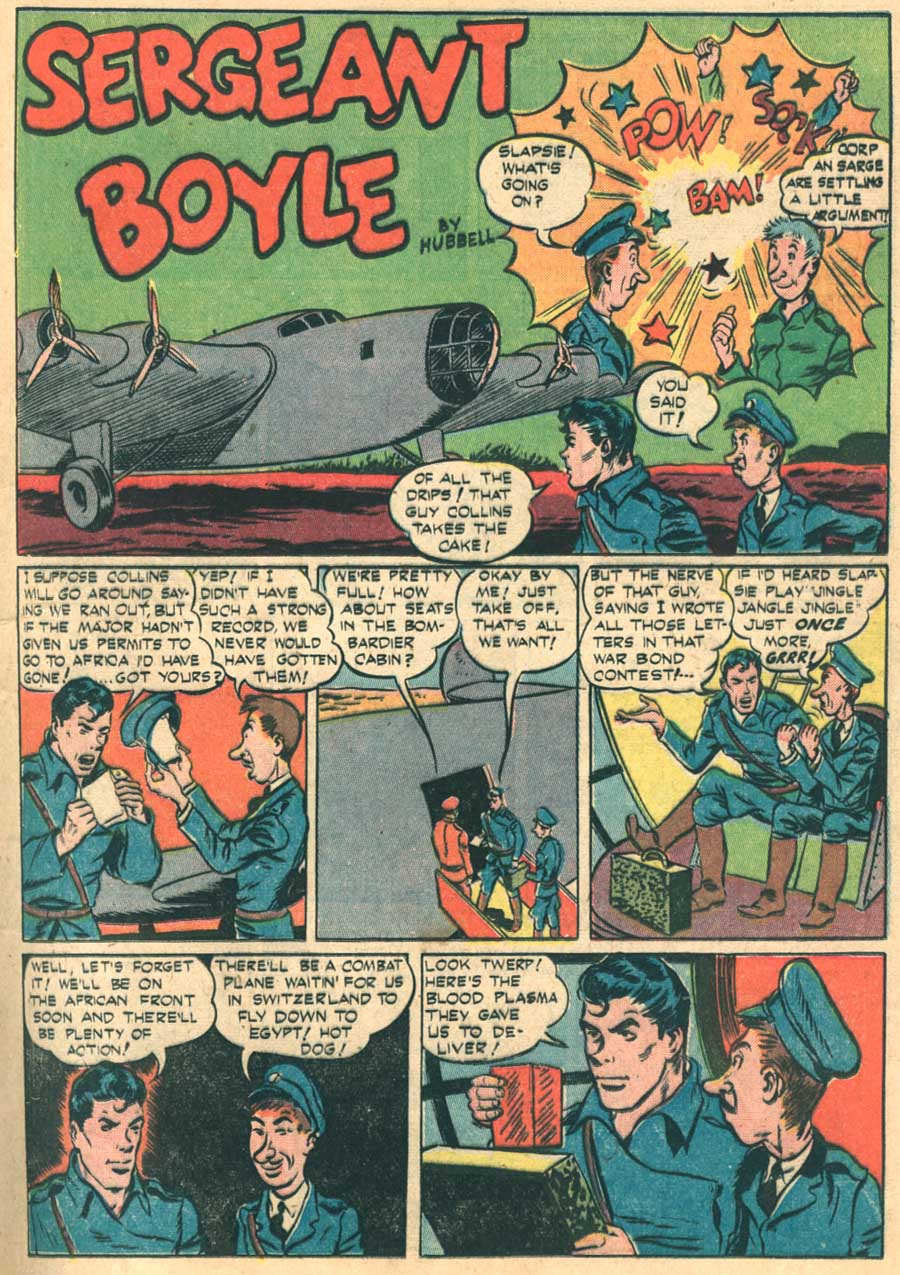 SERGEANT
BOYLE
BY
HUBBELL
SLAPSIE!
WHAT'S
GOING
ON?
POW!
SOCK
BAM!
CORP
AN SARGE
ARE SETTLING
A LITTLE
ARGUMENT!
OF ALL THE
DRIPS! THAT
GUY COLLINS
TAKES THE
CAKE!
YOU
SAID
IT!
I SUPPOSE COLLINS
WILL GO AROUND SAY-
ING WE RAN OUT, BUT
IF THE MAJOR HADN'T
GIVEN US PERMITS TO
GO TO AFRICA I'D HAVE
GONE! ....GOT YOURS?
YEP! IF I
DIDN'T HAVE
SUCH A STRONG
RECORD, WE
NEVER WOULD
HAVE GOTTEN
THEM!
WE'RE PRETTY
FULL! HOW
ABOUT SEATS
IN THE BOM-
BARDIER
CABIN?
OKAY BY
ME! JUST
TAKE OFF,
THAT'S ALL
WE WANT!
BUT THE NERVE
OF THAT GUY,
SAYING I WROTE
ALL THOSE LET-
TERS IN THAT
WAR BOND
CONTEST!...
IF I'D HEARD SLAP-
SIE PLAY "JINGLE
JANGLE JINGLE"
JUST ONCE
MORE,
GRRR!
WELL, LET'S FORGET
IT! WE'LL BE ON
THE AFRICAN FRONT
SOON AND THERE'LL
BE PLENTY OF
ACTION!
THERE'LL BE A COMBAT
PLANE WAITIN' FOR US
IN SWITZERLAND TO
FLY DOWN TO
EGYPT! HOT
DOG!
LOOK TWERP!
HERE'S THE
BLOOD PLASMA
THEY GAVE
US TO DE-
LIVER!